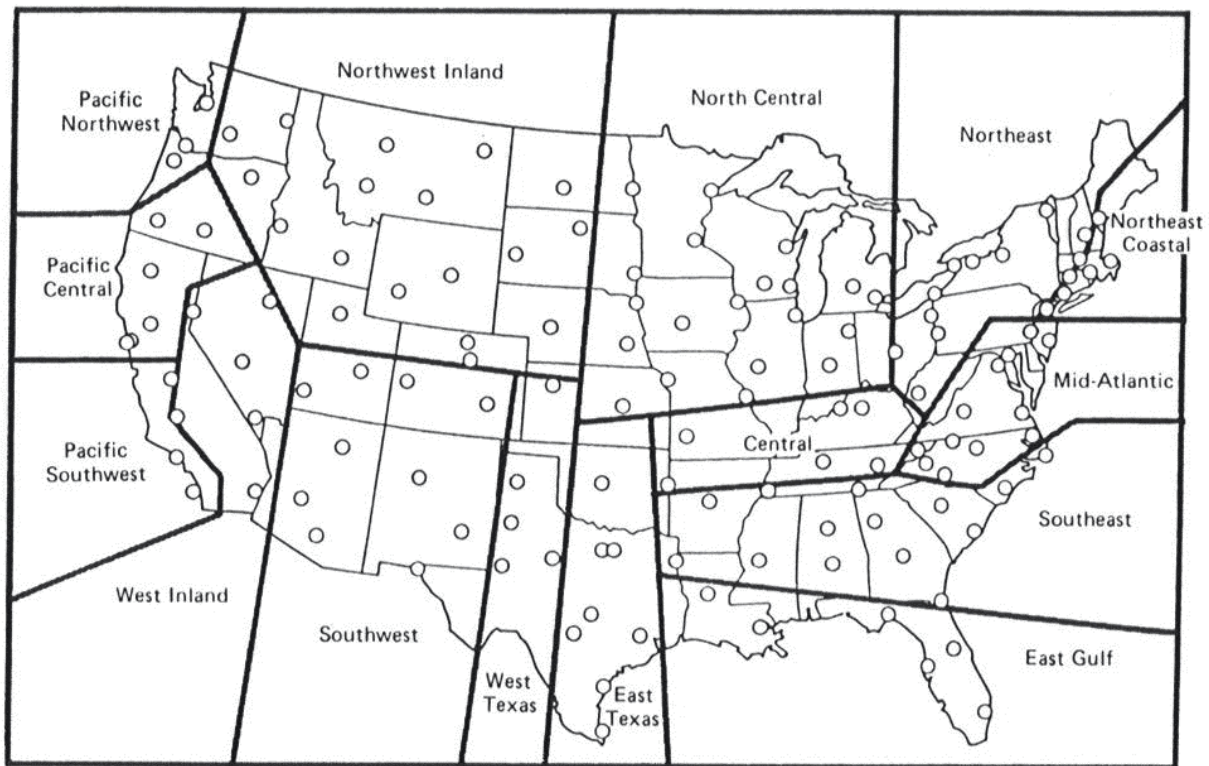 Northwest Inland
Pacific
Northwest
North Central
Northeast
Northeast
Coastal
Pacific
Central
Mid-Atlantic
Central
Pacific
Southwest
Southeast
West Inland
Southwest
East Gulf
West
Texas
East
Texas